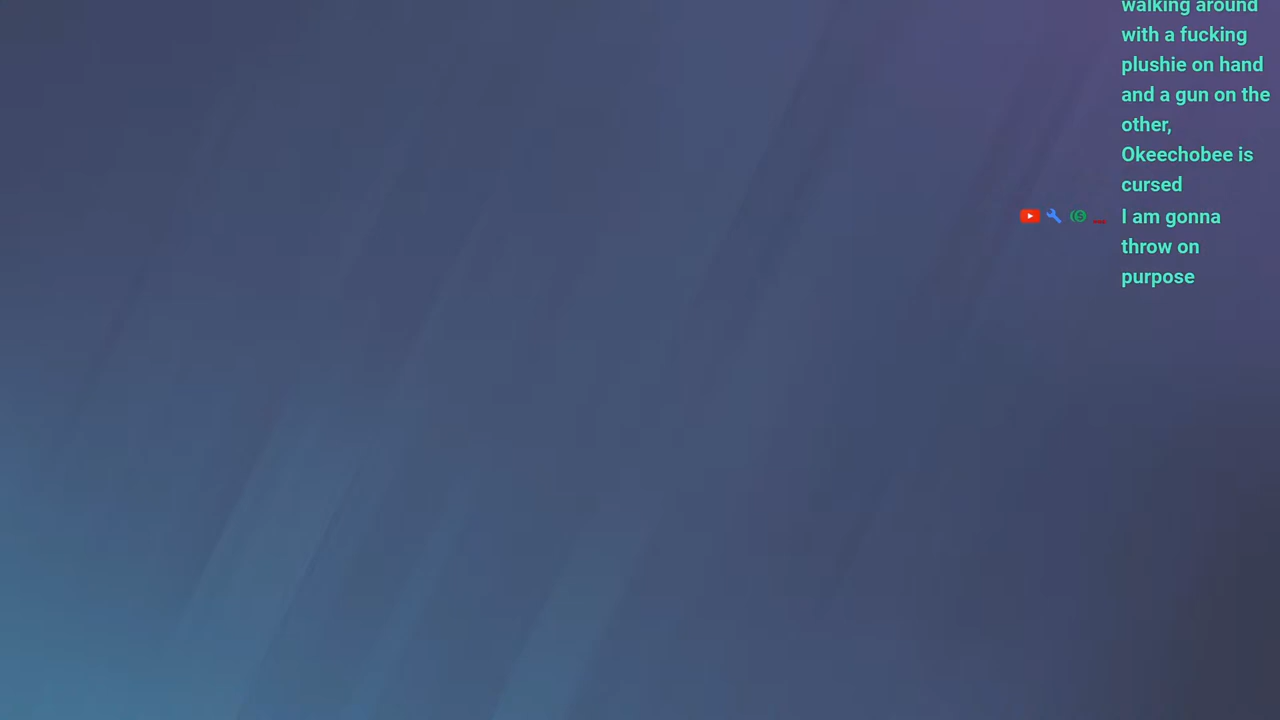 walking around
with a fucking
plushie on hand
and a gun on the
other,
Okeechobee is
cursed
I am gonna
throw on
purpose